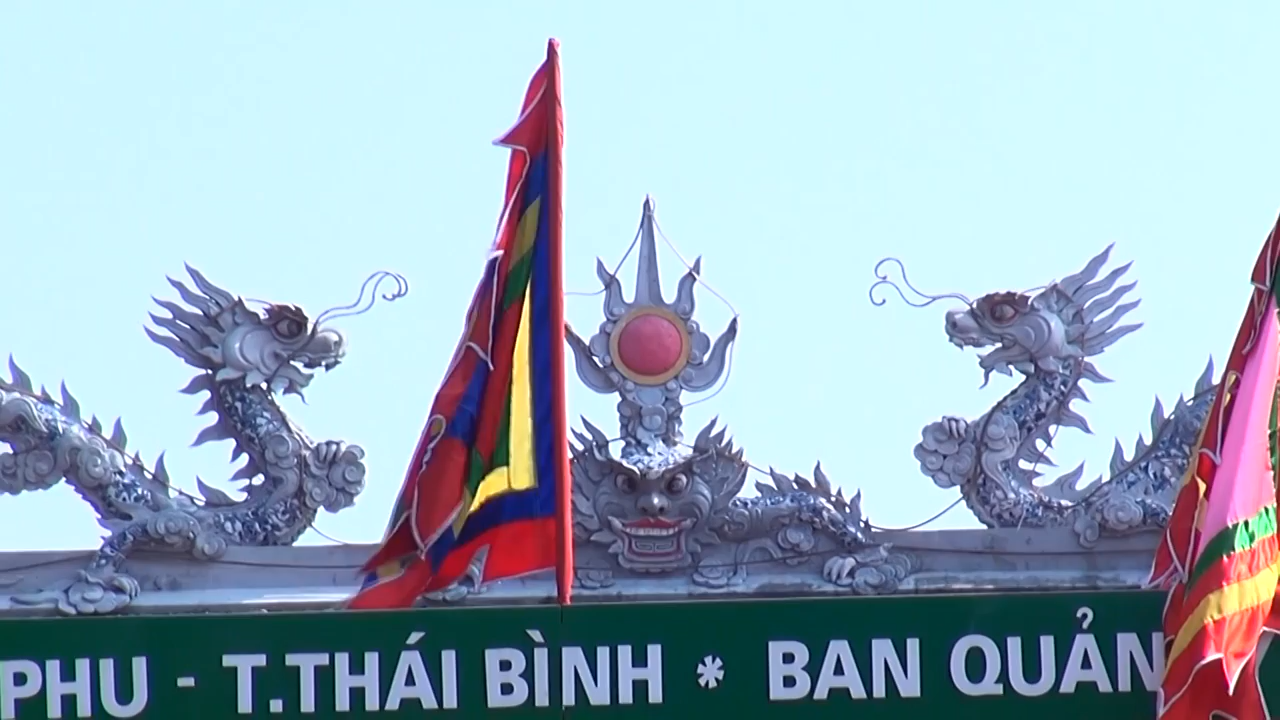 PHU - T.THÁI BÌNH * BAN QUẢN